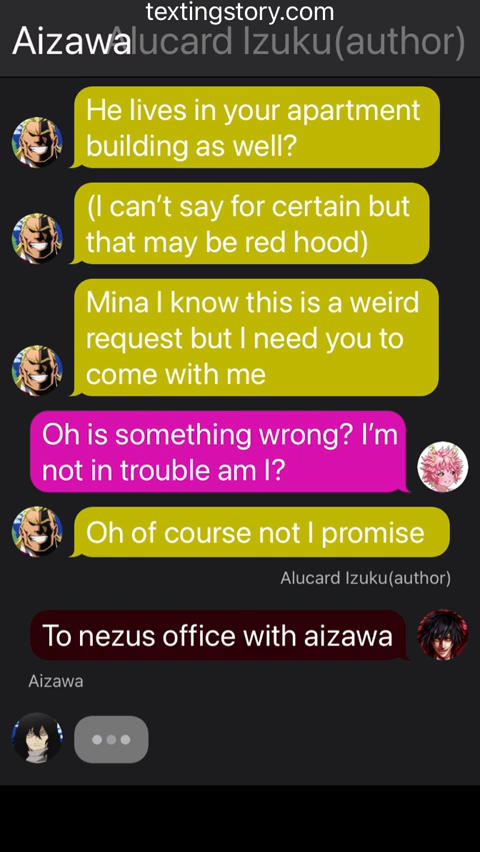 textingstory.com
Aizawa
Alucard Izuku(author)
He lives in your apartment
building as well?
(I can’t say for certain but
that may be red hood)
Mina I know this is a weird
request but I need you to
come with me
Oh is something wrong? I’m
not in trouble am I?
Oh of course not I promise
Alucard Izuku(author)
To nezus office with aizawa
Aizawa